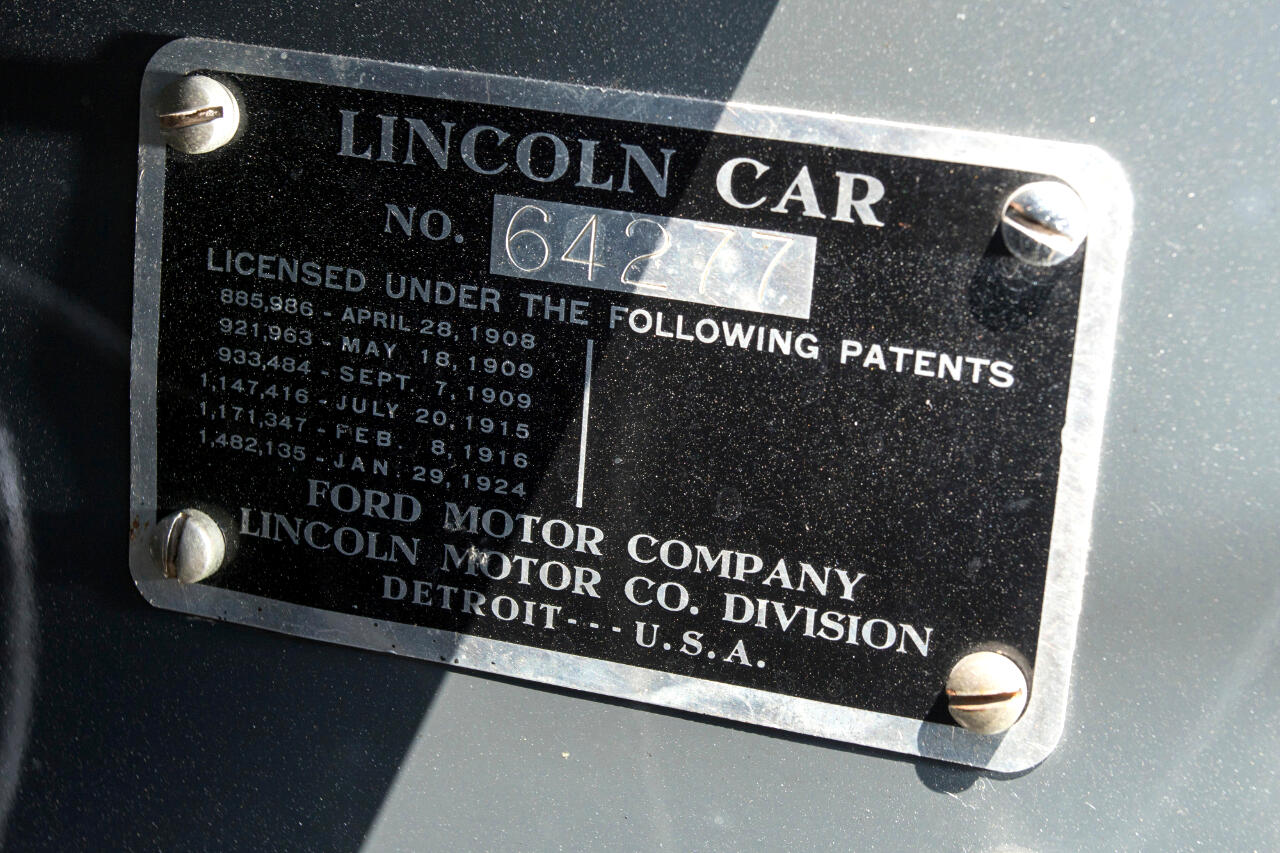 LINCOLN CAR
NO. 64277
LICENSED UNDER THE FOLLOWING PATENTS
885,986 - APRIL 28, 1908
921,963 - MAY 18, 1909
933,484 - SEPT. 7, 1909
1,147,416 - JULY 20, 1915
1,171,347 - FEB. 8, 1916
1,482,135 - JAN. 29, 1924
FORD MOTOR COMPANY
LINCOLN MOTOR CO. DIVISION
DETROIT---U.S.A.